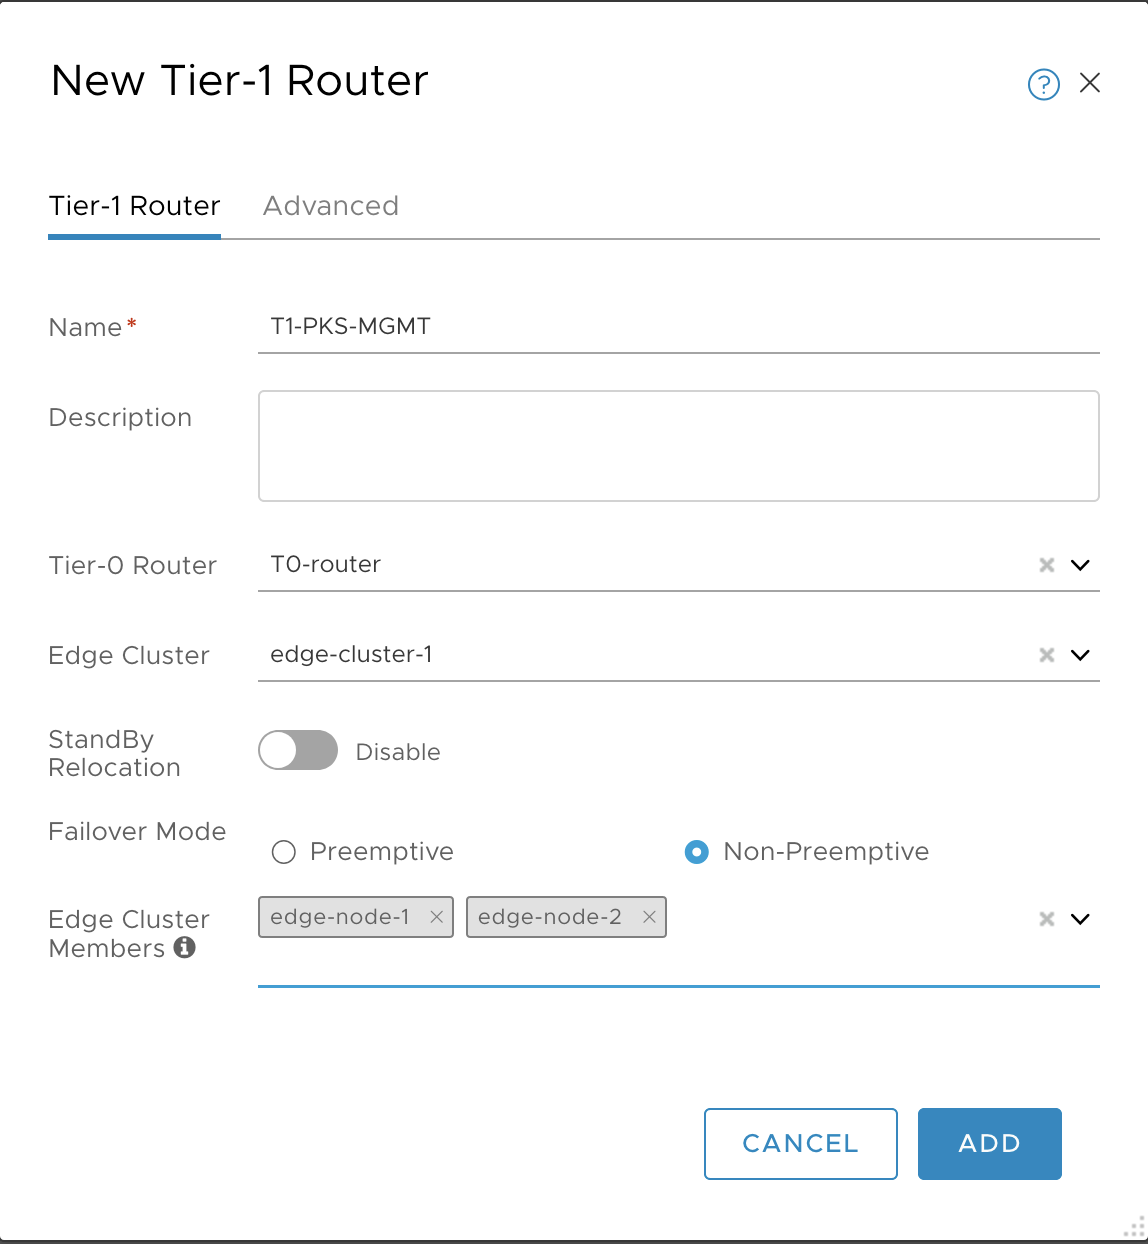 New Tier-1 Router
?
Tier-1 Router Advanced
Name* T1-PKS-MGMT
Description
Tier-0 Router T0-router
Edge Cluster edge-cluster-1
StandBy
Relocation Disable
Failover Mode
Preemptive Non-Preemptive
Edge Cluster edge-node-1 edge-node-2
Members i
CANCEL ADD